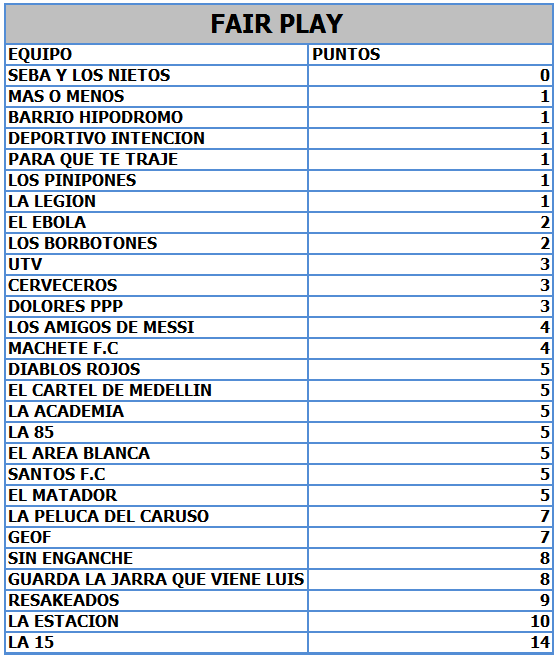 FAIR PLAY
EQUIPO PUNTOS
SEBA Y LOS NIETOS 0
MAS O MENOS 1
BARRIO HIPODROMO 1
DEPORTIVO INTENCION 1
PARA QUE TE TRAJE 1
LOS PINIPONES 1
LA LEGION 1
EL EBOLA 2
LOS BORBOTONES 2
UTV 3
CERVECEROS 3
DOLORES PPP 3
LOS AMIGOS DE MESSI 4
MACHETE F.C 4
DIABLOS ROJOS 5
EL CARTEL DE MEDELLIN 5
LA ACADEMIA 5
LA 85 5
EL AREA BLANCA 5
SANTOS F.C 5
EL MATADOR 5
LA PELUCA DEL CARUSO 7
GEOF 7
SIN ENGANCHE 8
GUARDA LA JARRA QUE VIENE LUIS 8
RESAKEADOS 9
LA ESTACION 10
LA 15 14